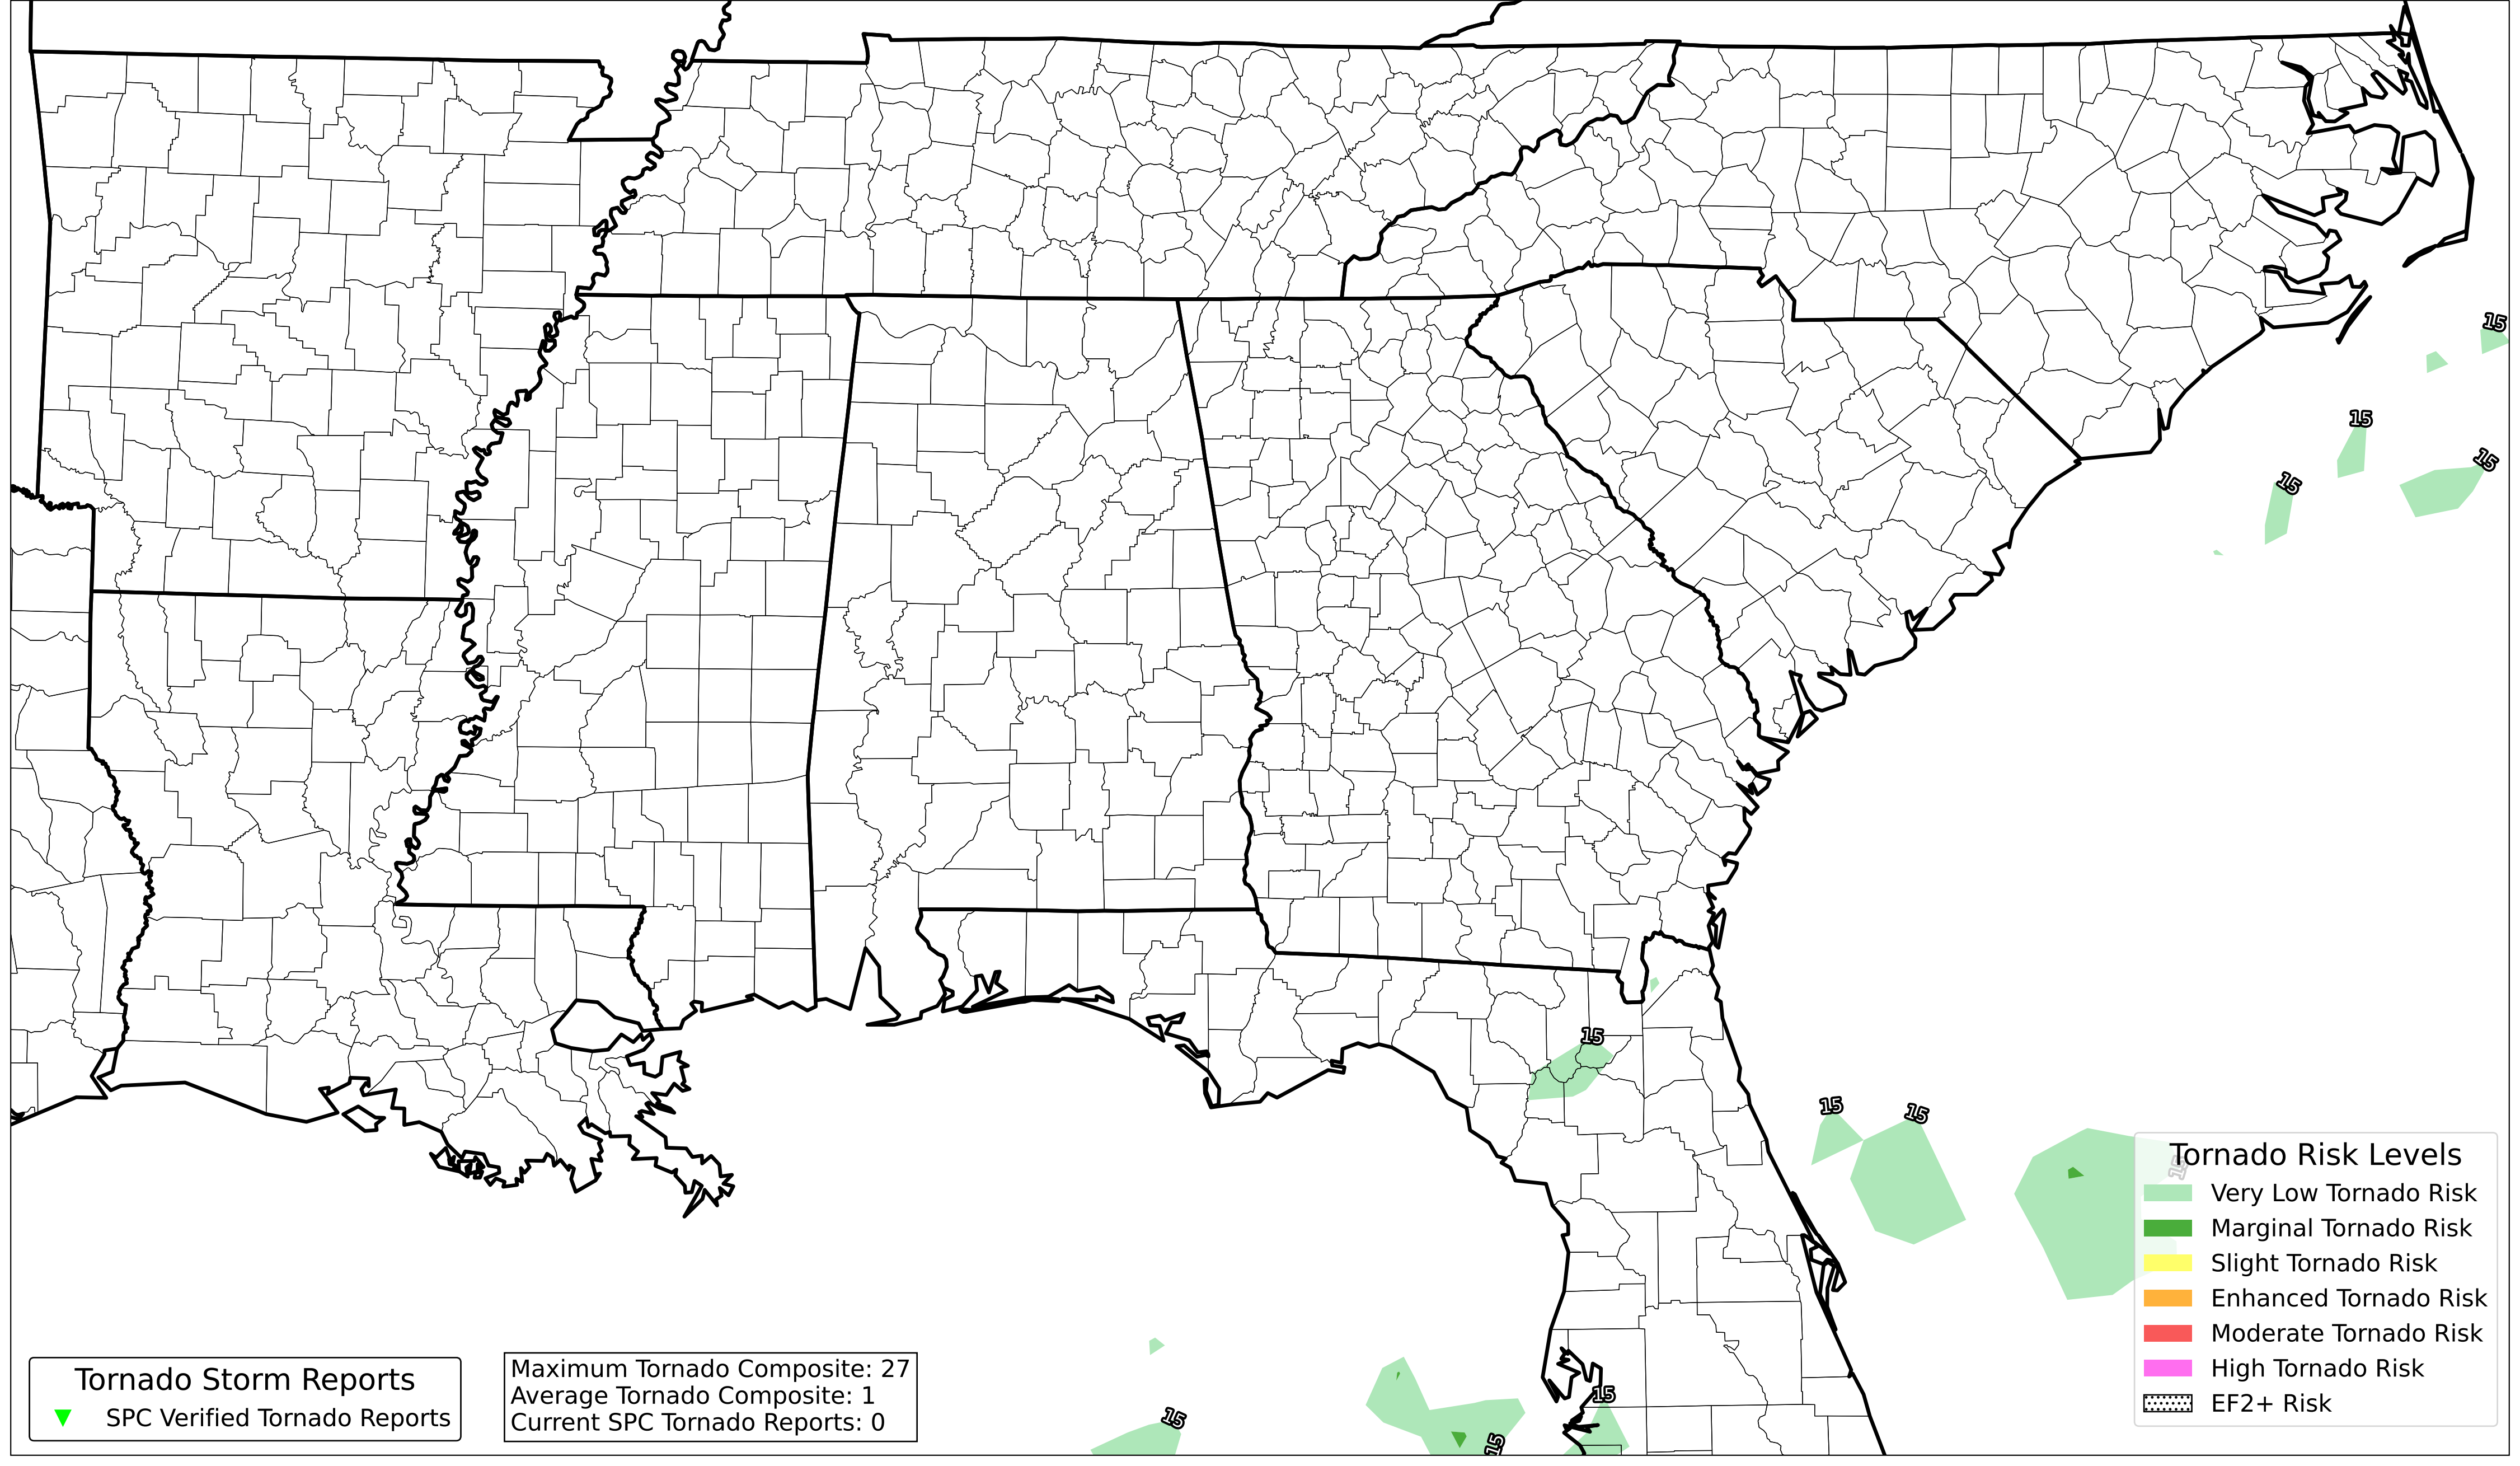 15
15
15
15
15
15
15
15
Tornado Risk Levels
Very Low Tornado Risk
Marginal Tornado Risk
Slight Tornado Risk
Enhanced Tornado Risk
Moderate Tornado Risk
High Tornado Risk
EF2+ Risk
Tornado Storm Reports
SPC Verified Tornado Reports
Maximum Tornado Composite: 27
Average Tornado Composite: 1
Current SPC Tornado Reports: 0
15
15
15